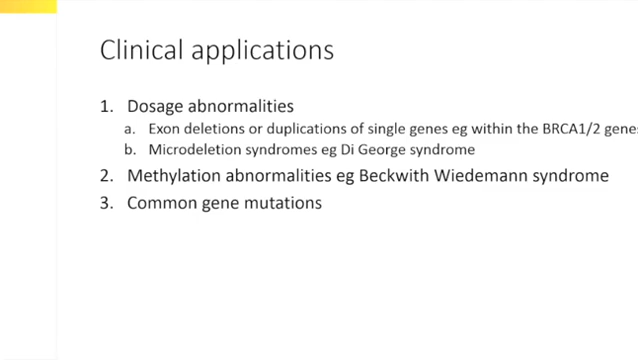 Clinical applications
1. Dosage abnormalities
a. Exon deletions or duplications of single genes eg within the BRCA1/2 genes
b. Microdeletion syndromes eg Di George syndrome
2. Methylation abnormalities eg Beckwith Wiedemann syndrome
3. Common gene mutations